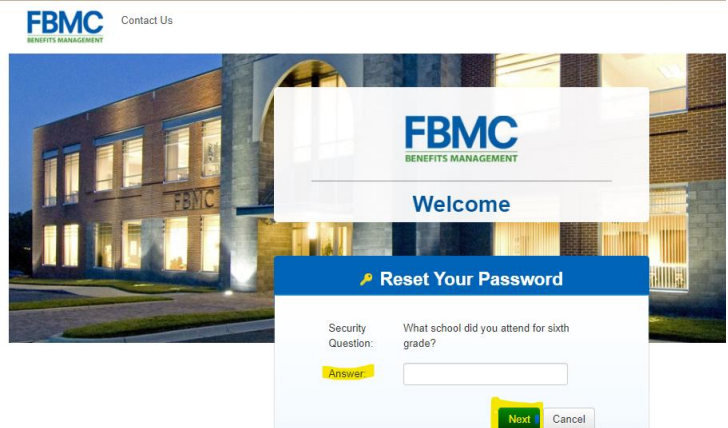 FBMC
BENEFITS MANAGEMENT
Contact Us
FBMC
FBMC
BENEFITS MANAGEMENT
Welcome
Reset Your Password
Security Question:
What school did you attend for sixth grade?
Answer:
Next
Cancel